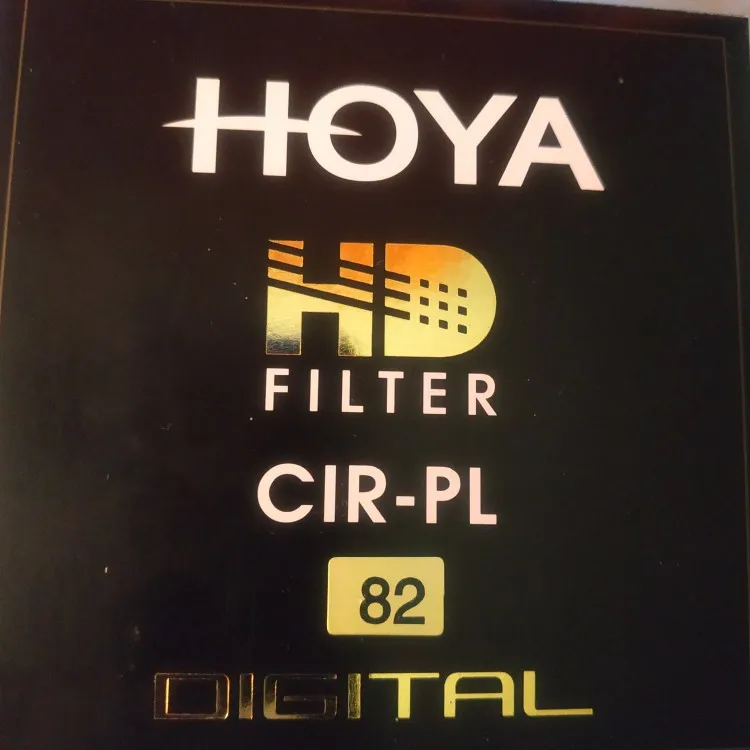 HOYA
HD
FILTER
CIR-PL
82
DIGITAL